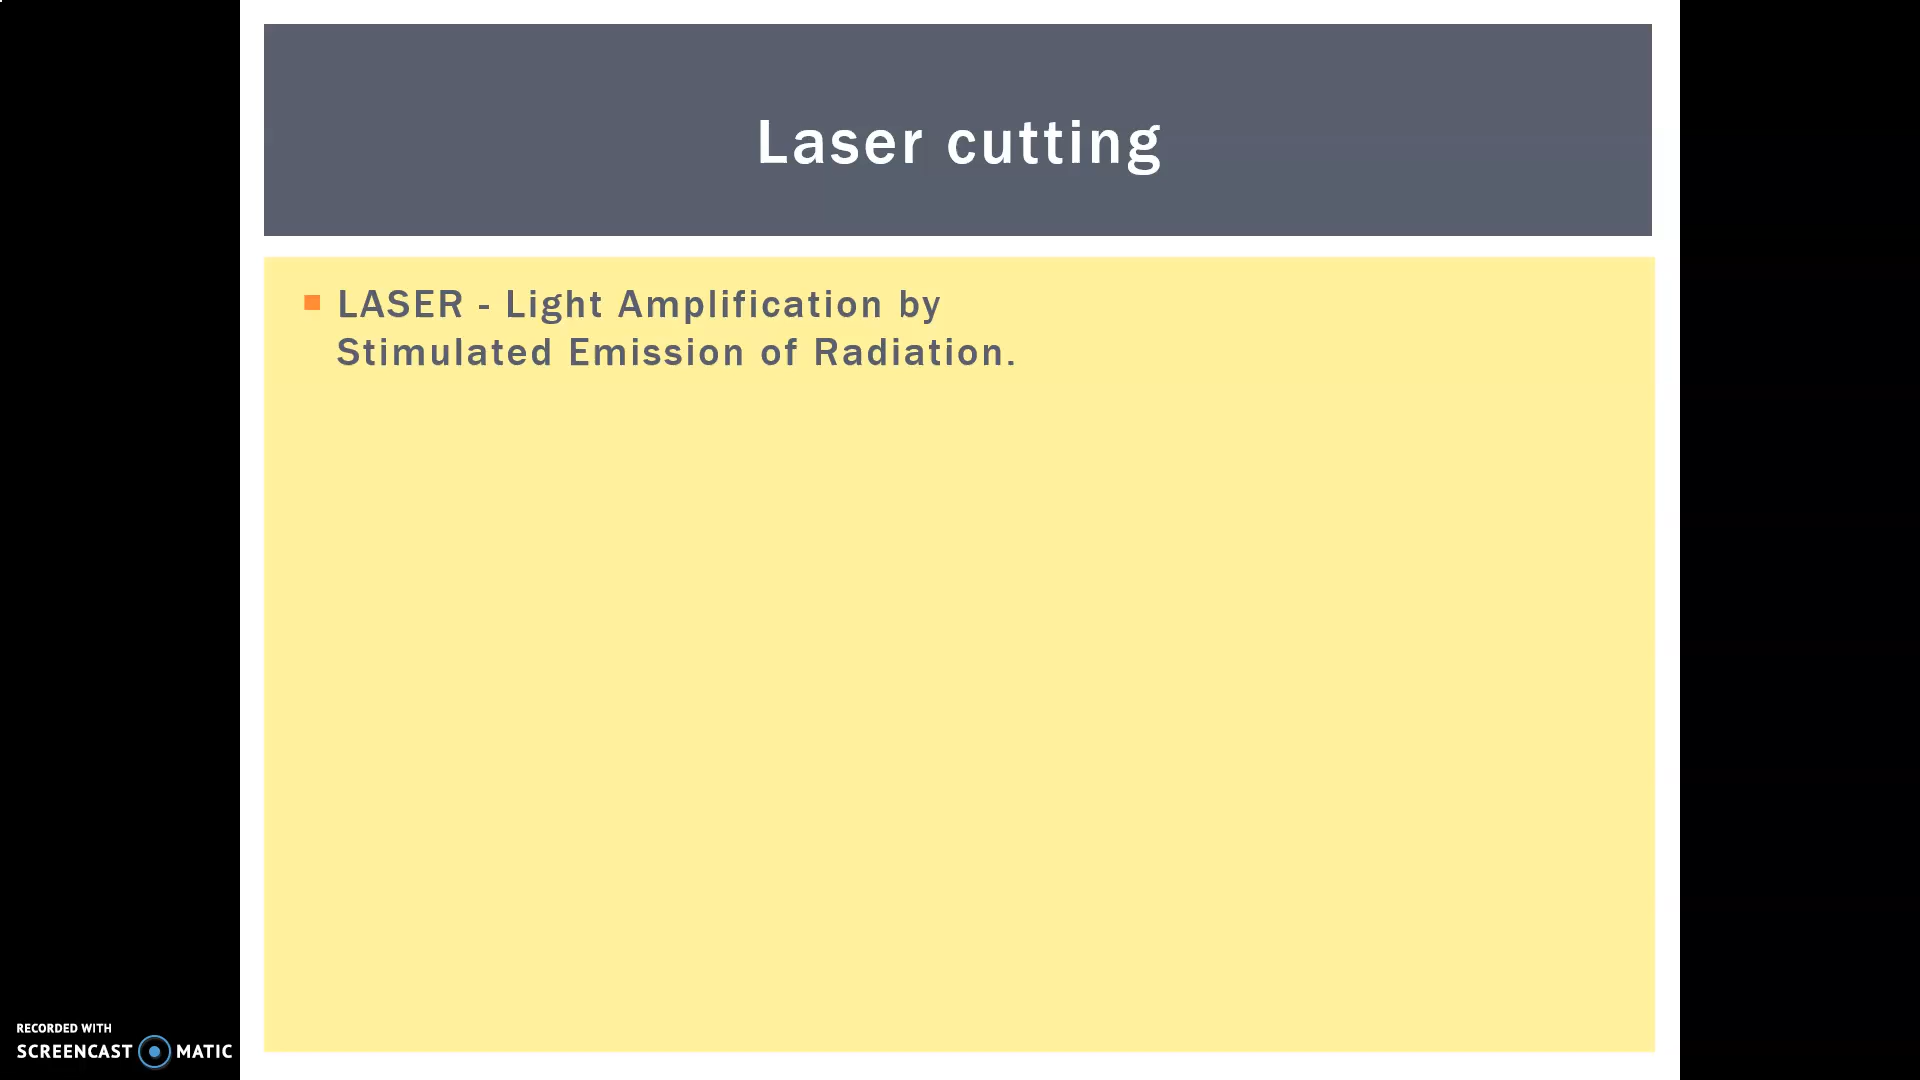 Laser cutting
LASER - Light Amplification by
Stimulated Emission of Radiation.
RECORDED WITH
SCREENCAST MATIC